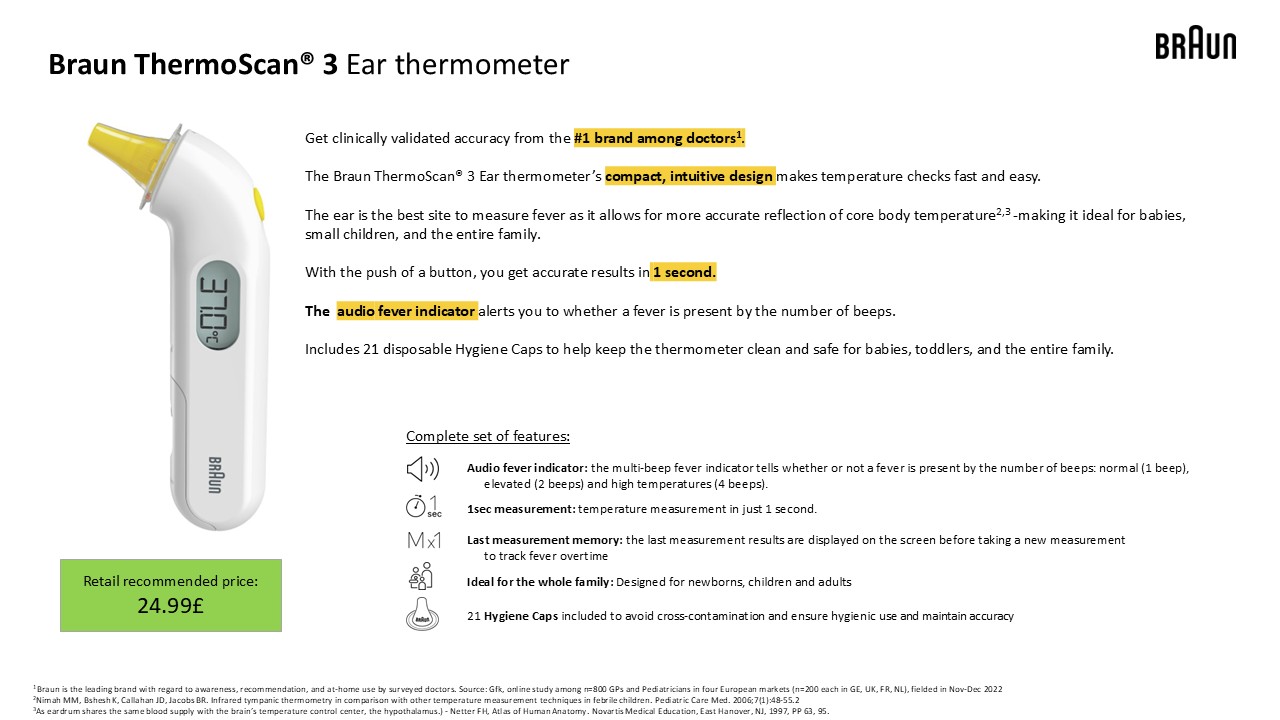 Braun ThermoScan® 3 Ear thermometer
BRAUN
Get clinically validated accuracy from the #1 brand among doctors¹.
The Braun ThermoScan® 3 Ear thermometer’s compact, intuitive design makes temperature checks fast and easy.
The ear is the best site to measure fever as it allows for more accurate reflection of core body temperature²,³ -making it ideal for babies,
small children, and the entire family.
With the push of a button, you get accurate results in 1 second.
The audio fever indicator alerts you to whether a fever is present by the number of beeps.
Includes 21 disposable Hygiene Caps to help keep the thermometer clean and safe for babies, toddlers, and the entire family.
37.0°C
BRAUN
Retail recommended price:
24.99£
Complete set of features:
Audio fever indicator: the multi-beep fever indicator tells whether or not a fever is present by the number of beeps: normal (1 beep),
elevated (2 beeps) and high temperatures (4 beeps).
1 sec
1sec measurement: temperature measurement in just 1 second.
Mx1
Last measurement memory: the last measurement results are displayed on the screen before taking a new measurement
to track fever overtime
Ideal for the whole family: Designed for newborns, children and adults
BRAUN
21 Hygiene Caps included to avoid cross-contamination and ensure hygienic use and maintain accuracy
¹Braun is the leading brand with regard to awareness, recommendation, and at-home use by surveyed doctors. Source: Gfk, online study among n=800 GPs and Pediatricians in four European markets (n=200 each in GE, UK, FR, NL), fielded in Nov-Dec 2022
²Nimah MM, Bshesh K, Callahan JD, Jacobs BR. Infrared tympanic thermometry in comparison with other temperature measurement techniques in febrile children. Pediatric Care Med. 2006;7(1):48-55.2
³As eardrum shares the same blood supply with the brain’s temperature control center, the hypothalamus.) - Netter FH, Atlas of Human Anatomy. Novartis Medical Education, East Hanover, NJ, 1997, PP 63, 95.